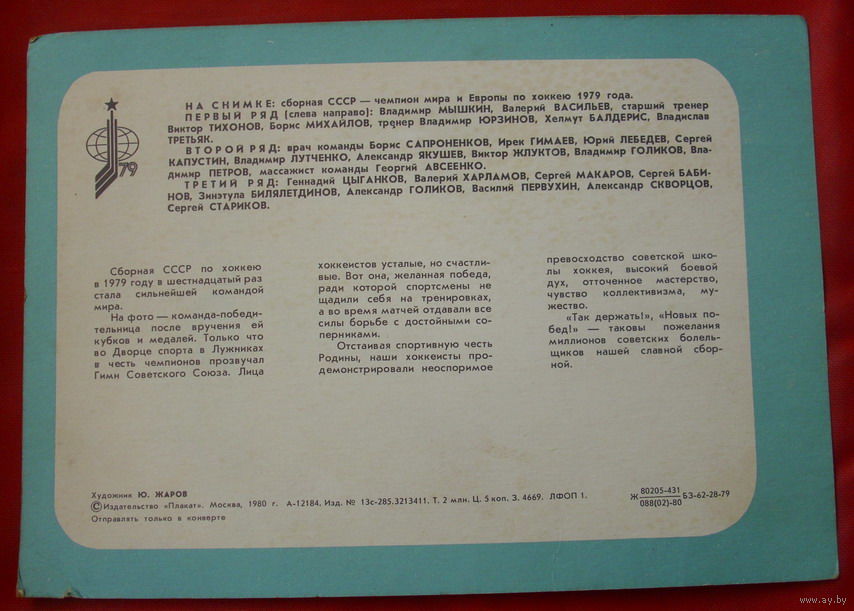 НА СНИМКЕ: сборная СССР — чемпион мира и Европы по хоккею 1979 года.
ПЕРВЫЙ РЯД (слева направо): Владимир МЫШКИН, Валерий ВАСИЛЬЕВ, старший тренер
Виктор ТИХОНОВ, Борис МИХАЙЛОВ, тренер Владимир ЮРЗИНОВ, Хелмут БАЛДЕРИС, Владислав
ТРЕТЬЯК.
ВТОРОЙ РЯД: врач команды Борис САПРОНЕНКОВ, Ирек ГИМАЕВ, Юрий ЛЕБЕДЕВ, Сергей
КАПУСТИН, Владимир ЛУТЧЕНКО, Александр ЯКУШЕВ, Виктор ЖЛУКТОВ, Владимир ГОЛИКОВ, Вла-
димир ПЕТРОВ, массажист команды Георгий АВСЕЕНКО.
ТРЕТИЙ РЯД: Геннадий ЦЫГАНКОВ, Валерий ХАРЛАМОВ, Сергей МАКАРОВ, Сергей БАБИ-
НОВ, Зинэтула БИЛЯЛЕТДИНОВ, Александр ГОЛИКОВ, Василий ПЕРВУХИН, Александр СКВОРЦОВ,
Сергей СТАРИКОВ.
79
Сборная СССР по хоккею
в 1979 году в шестнадцатый раз
стала сильнейшей командой
мира.
На фото — команда-победи-
тельница после вручения ей
кубков и медалей. Только что
во Дворце спорта в Лужниках
в честь чемпионов прозвучал
Гимн Советского Союза. Лица
хоккеистов усталые, но счастли-
вые. Вот она, желанная победа,
ради которой спортсмены не
щадили себя на тренировках,
а во время матчей отдавали все
силы борьбе с достойными со-
перниками.
Отстаивая спортивную честь
Родины, наши хоккеисты про-
демонстрировали неоспоримое
превосходство советской шко-
лы хоккея, высокий боевой
дух, отточенное мастерство,
чувство коллективизма, му-
жество.
«Так держать!», «Новых по-
бед!» — таковы пожелания
миллионов советских болель-
щиков нашей славной сбор-
ной.
Художник Ю. ЖАРОВ
©Издательство «Плакат». Москва, 1980 г. А-12184. Изд. № 13с-285.3213411. Т. 2 млн. Ц. 5 коп. З. 4669. ЛФОП 1.
Отправлять только в конверте
Ж 80205-431 БЗ-62-28-79
088(02)-80
www.ay.by